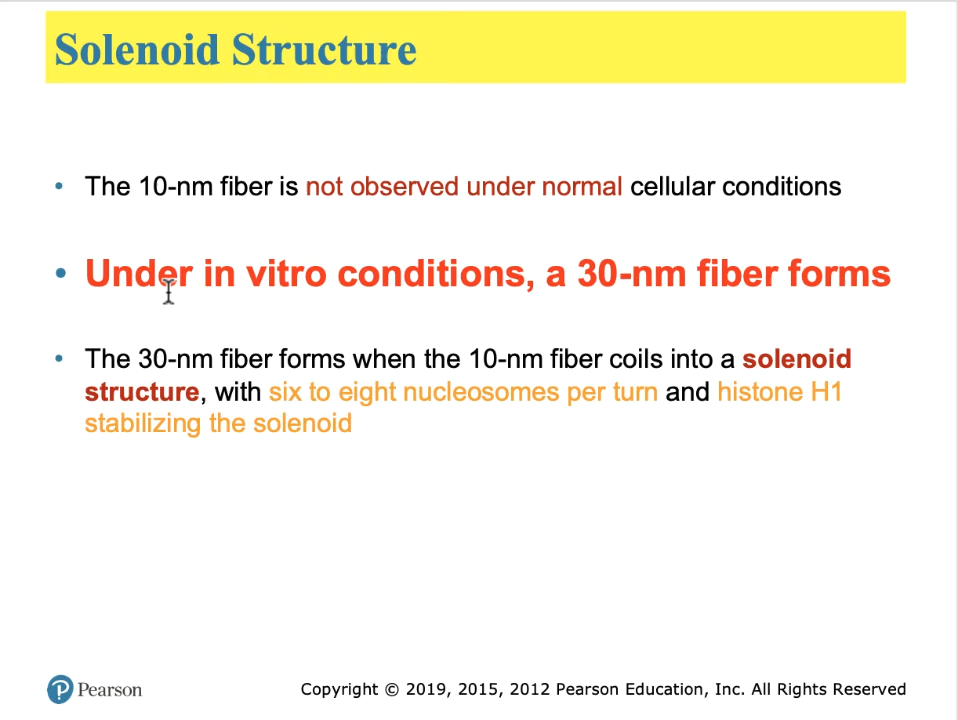 Solenoid Structure
• The 10-nm fiber is not observed under normal cellular conditions
• Under in vitro conditions, a 30-nm fiber forms
• The 30-nm fiber forms when the 10-nm fiber coils into a solenoid
structure, with six to eight nucleosomes per turn and histone H1
stabilizing the solenoid
Pearson
Copyright © 2019, 2015, 2012 Pearson Education, Inc. All Rights Reserved